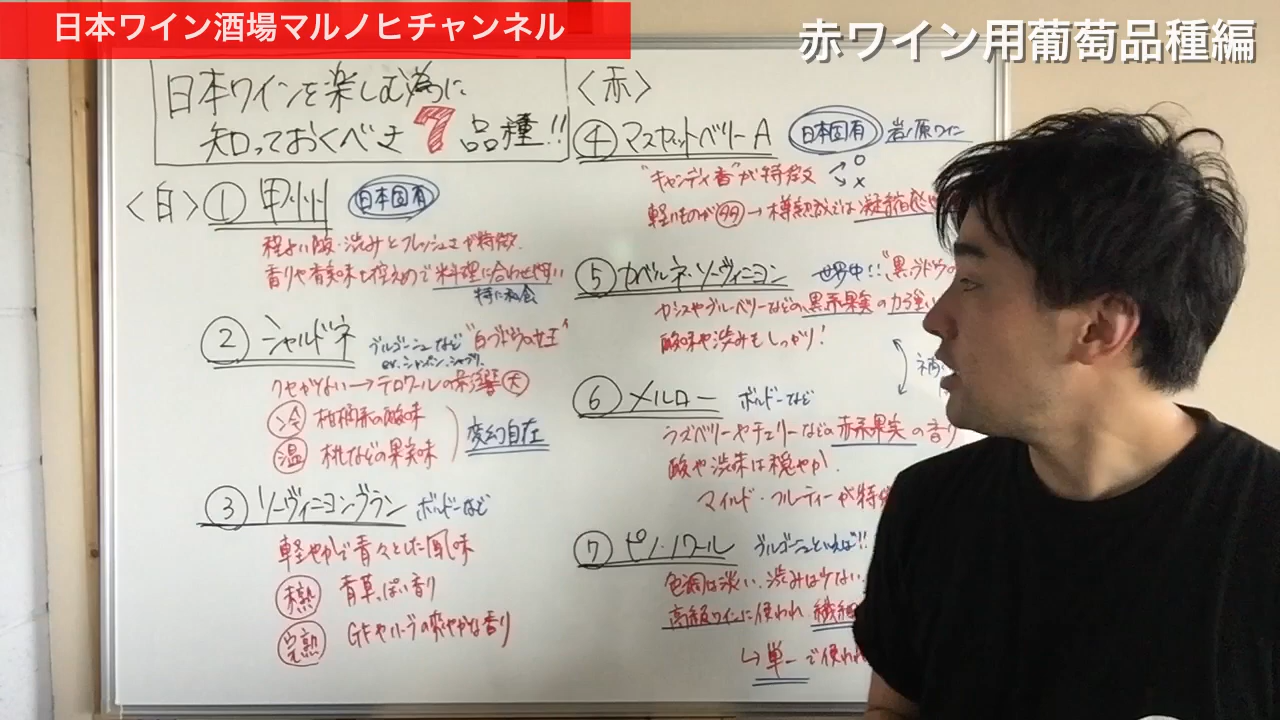 日本ワイン酒場マルノヒチャンネル
赤ワイン用葡萄品種編
日本ワインを楽しむ為に
知っておくべき7品種!!
<白>① 甲州 日本固有
程よい酸・渋みとフレッシュさが特徴.
香りや果実味も控えめで料理に合わせ易い
特に和食
② シャルドネ ブルゴーニュなど "白ブドウの女王"
ex. シャンパン、シャブリ.
クセがない→テロワールの影響大
冷 柑橘系の酸味
温 桃などの果実味
変幻自在
③ ソーヴィニヨンブラン ボルドーなど
軽やかで青々とした風味
未熟 青草っぽい香り
完熟 GFやハーブの爽やかな香り
<赤>
④ マスカットベリーA 日本固有 岩の原ワイン
"キャンディ香"が特徴 ○ ×
軽いものが多い→樽熟成では凝縮感
⑤ カベルネ・ソーヴィニヨン 世界中!! "黒ブドウの
カシスやブルーベリーなどの黒系果実の力強い
酸味や渋みもしっかり!
補
⑥ メルロー ボルドーなど
ラズベリーやチェリーなどの赤系果実の香り
酸や渋味は穏やか.
マイルド・フルーティーが特徴
⑦ ピノ・ノワール ブルゴーニュといえば!!
色調は淡い、渋みは少ない.
高級ワインに使われ、繊細
↳単一で使われ